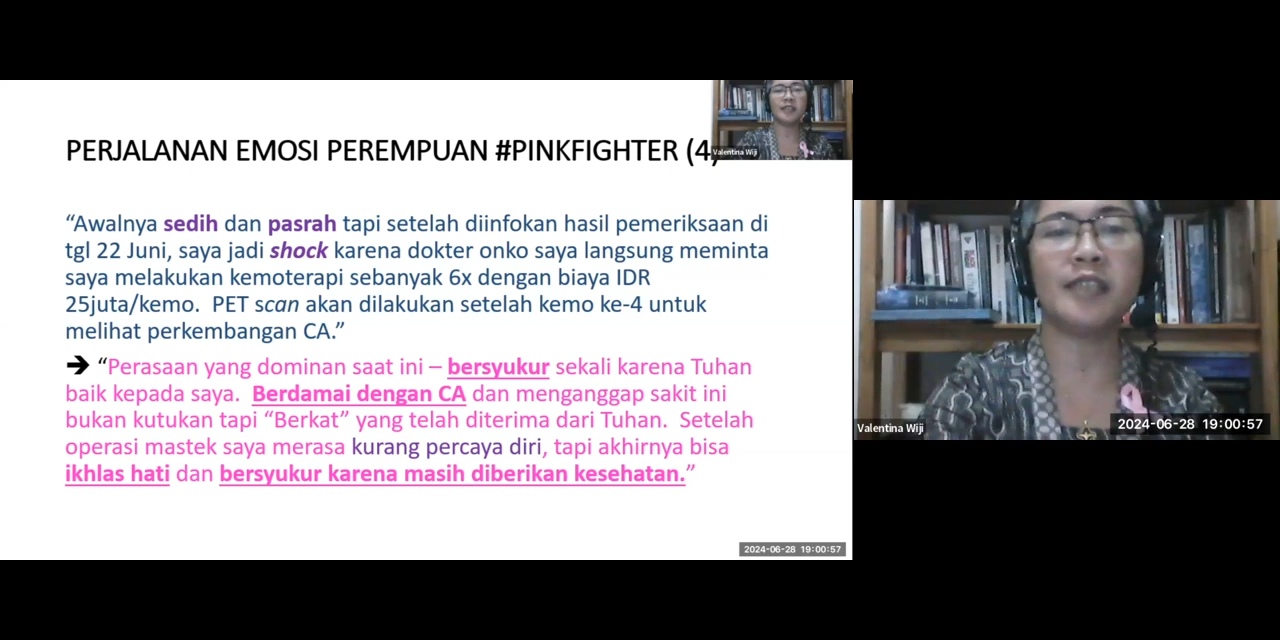 PERJALANAN EMOSI PEREMPUAN #PINKFIGHTER (4)
Valentina Wiji
“Awalnya sedih dan pasrah tapi setelah diinfokan hasil pemeriksaan di
tgl 22 Juni, saya jadi shock karena dokter onko saya langsung meminta
saya melakukan kemoterapi sebanyak 6x dengan biaya IDR
25juta/kemo. PET scan akan dilakukan setelah kemo ke-4 untuk
melihat perkembangan CA.”
➔ “Perasaan yang dominan saat ini – bersyukur sekali karena Tuhan
baik kepada saya. Berdamai dengan CA dan menganggap sakit ini
bukan kutukan tapi “Berkat” yang telah diterima dari Tuhan. Setelah
operasi mastek saya merasa kurang percaya diri, tapi akhirnya bisa
ikhlas hati dan bersyukur karena masih diberikan kesehatan.”
2024-06-28 19:00:57
Valentina Wiji
2024-06-28 19:00:57